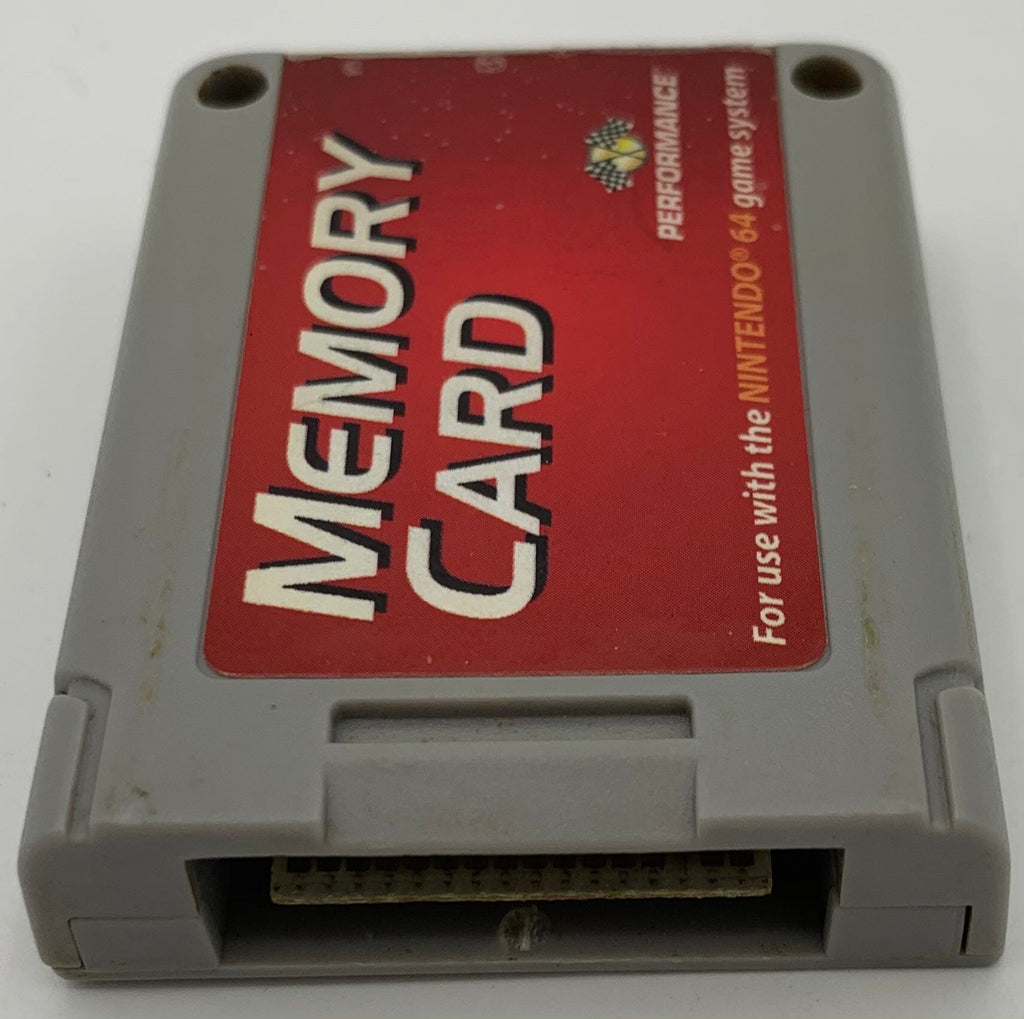 MEMORY
CARD
PERFORMANCE
For use with the NINTENDO® 64 game system